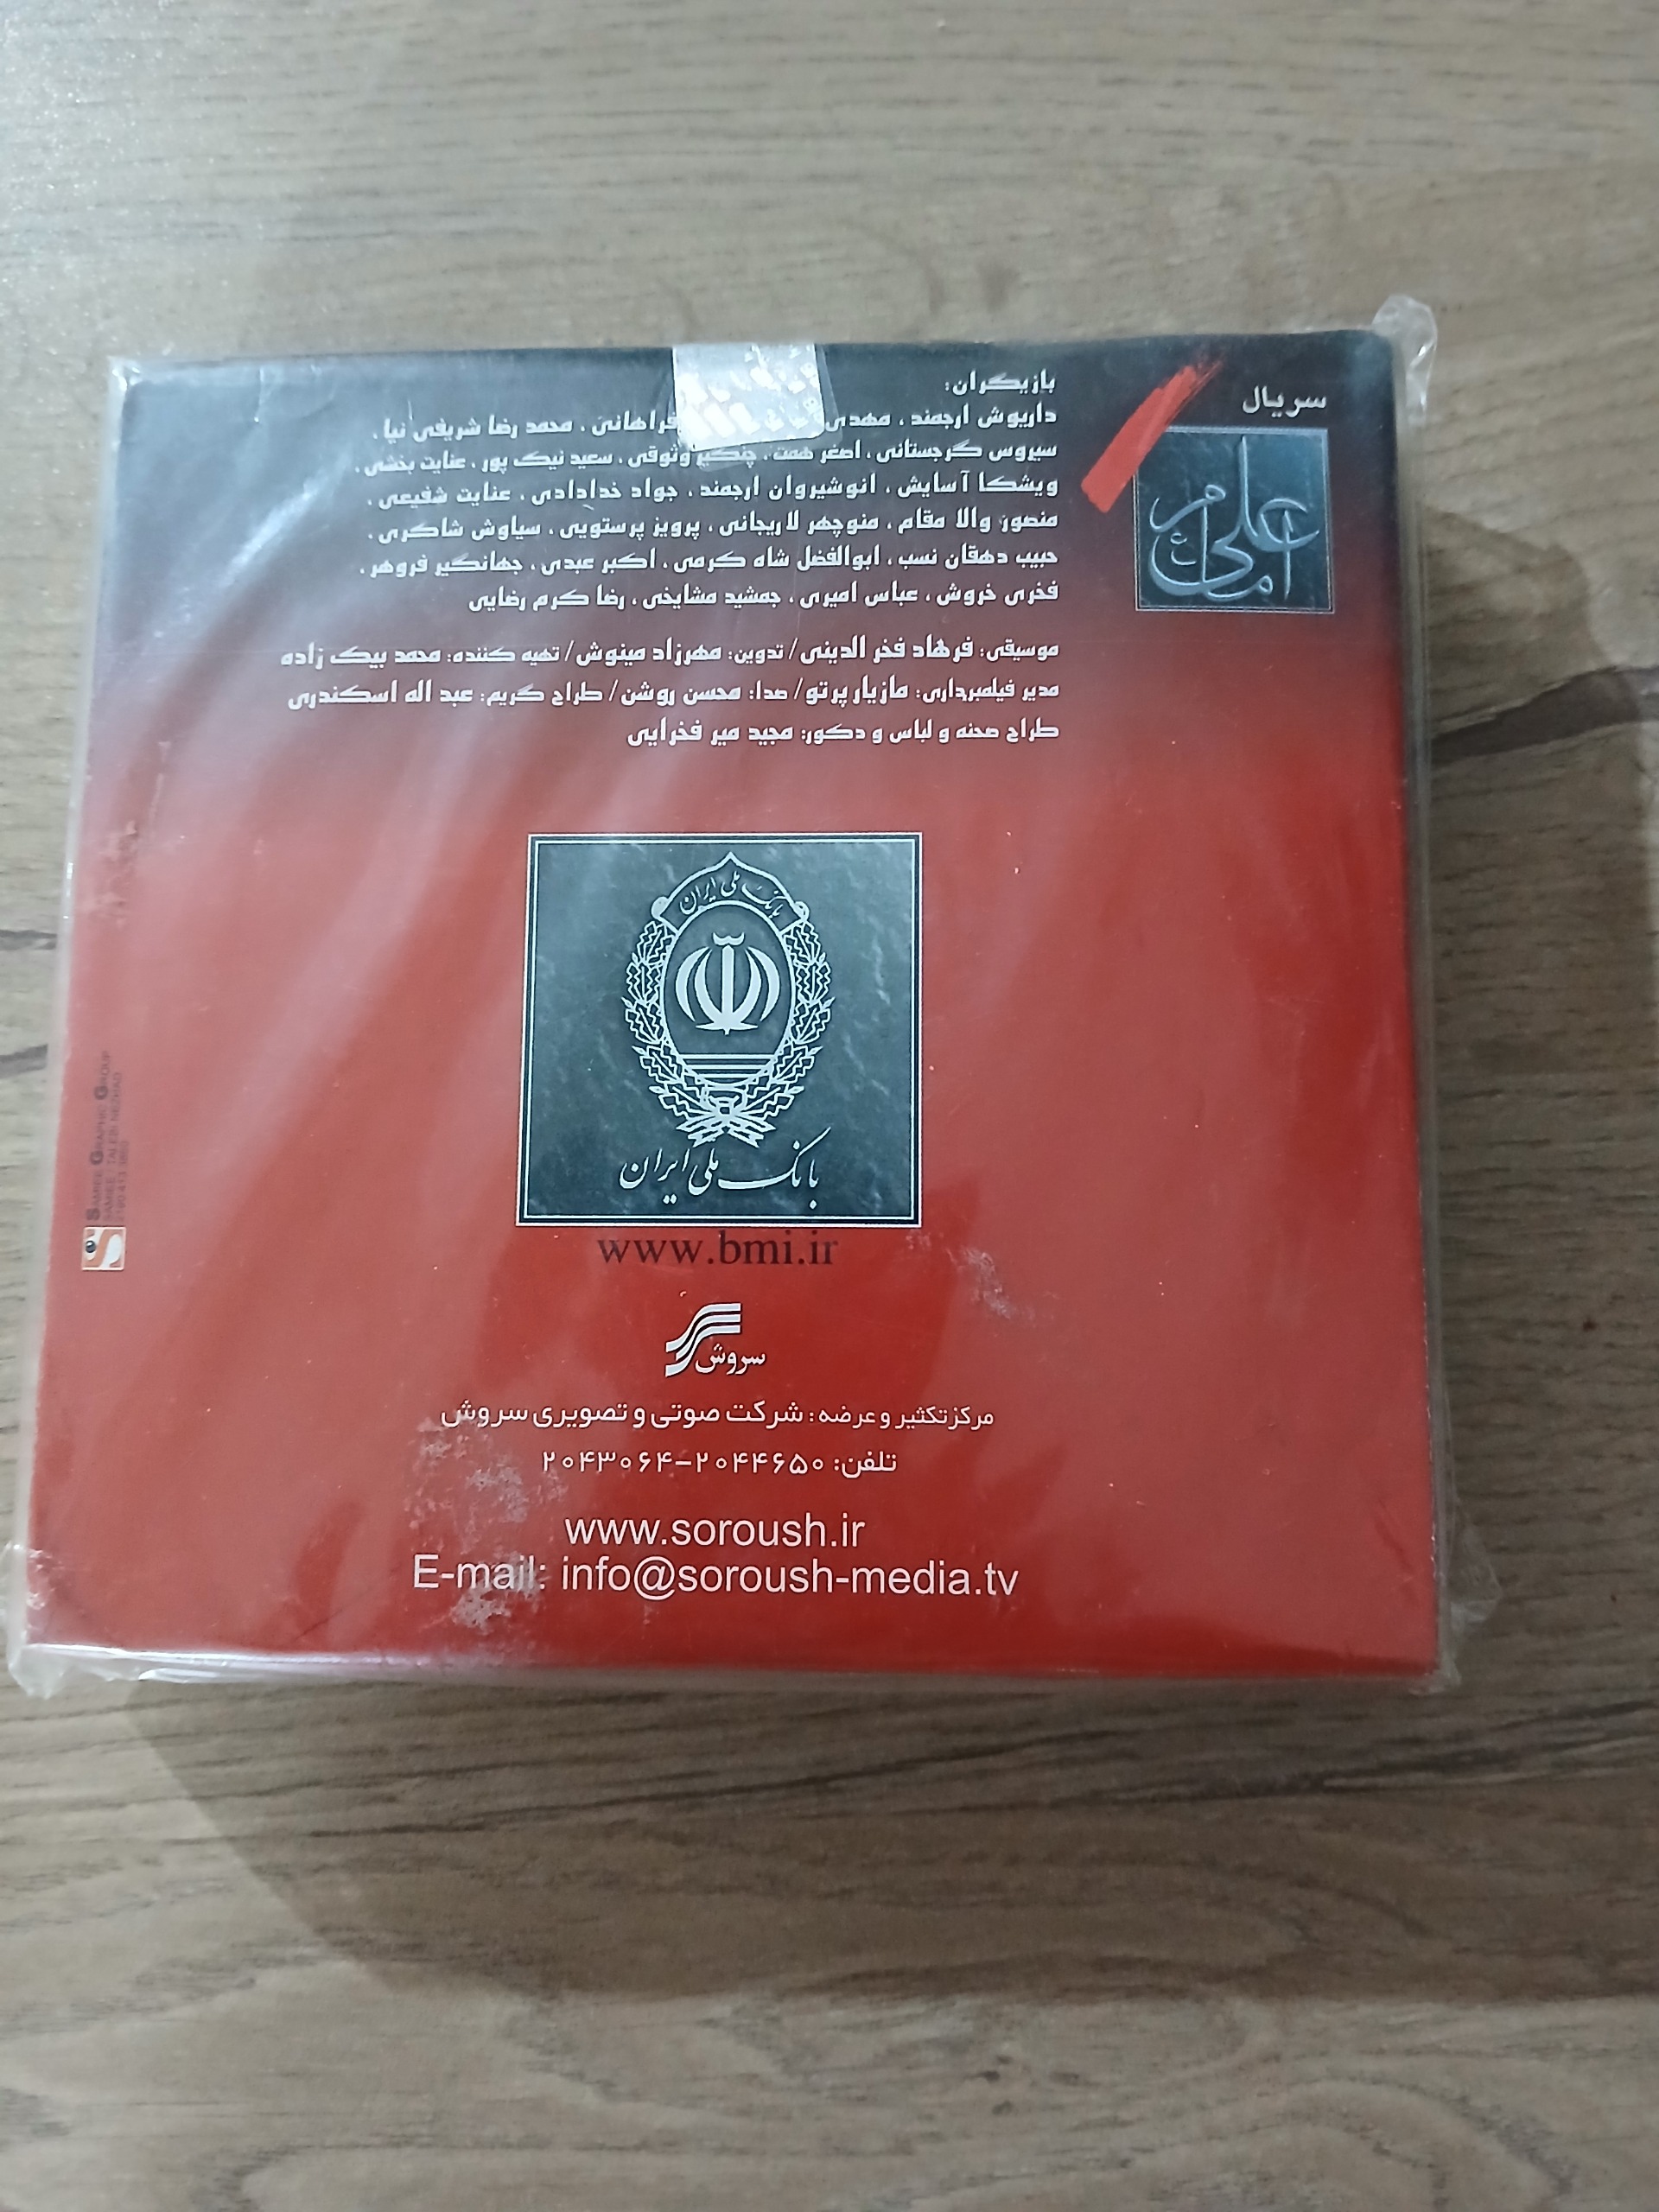 سریال
امام علی
بازیگران:
داریوش ارجمند ، مهدی فراهانی ، محمد رضا شریفی نیا ،
سیروس گرجستانی ، اصغر همت ، چنگیز وثوقی ، سعید نیک پور ، عنایت بخشی ،
ویشکا آسایش ، انوشیروان ارجمند ، جواد خدادادی ، عنایت شفیعی ،
منصور والا مقام ، منوچهر لاریجانی ، پرویز پرستویی ، سیاوش شاکری ،
حبیب دهقان نسب ، ابوالفضل شاه کرمی ، اکبر عبدی ، جهانگیر فروهر ،
فخری خروش ، عباس امیری ، جمشید مشایخی ، رضا کرم رضایی
موسیقی: فرهاد فخر الدینی/ تدوین: مهرزاد مینوش/ تهیه کننده: محمد بیک زاده
مدیر فیلمبرداری: مازیار پرتو/ صدا: محسن روشن/ طراح گریم: عبد اله اسکندری
طراح صحنه و لباس و دکور: مجید میر فخرایی
بانک ملی ایران
بانک ملی ایران
www.bmi.ir
سروش
مرکز تکثیر و عرضه : شرکت صوتی و تصویری سروش
تلفن: ۲۰۴۴۶۵۰-۲۰۴۳۰۶۴
www.soroush.ir
E-mail: info@soroush-media.tv
SAMIEE GRAPHIC GROUP